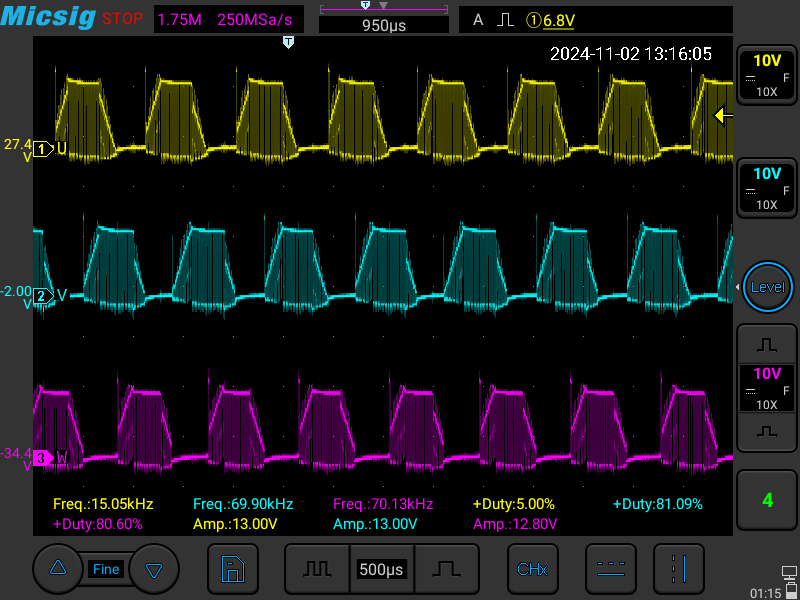 Micsig STOP 1.75M 250MSa/s T 950μs A ①6.8V
T
2024-11-02 13:16:05
10V
F
10X
27.4 V 1 U
10V
F
10X
-2.00 V 2 V
Level
10V
F
10X
-34.4 V 3 W
Freq.:15.05kHz Freq.:69.90kHz Freq.:70.13kHz +Duty:5.00% +Duty:81.09%
+Duty:80.60% Amp.:13.00V Amp.:13.00V Amp.:12.80V
4
Fine 500μs CHx
01:15